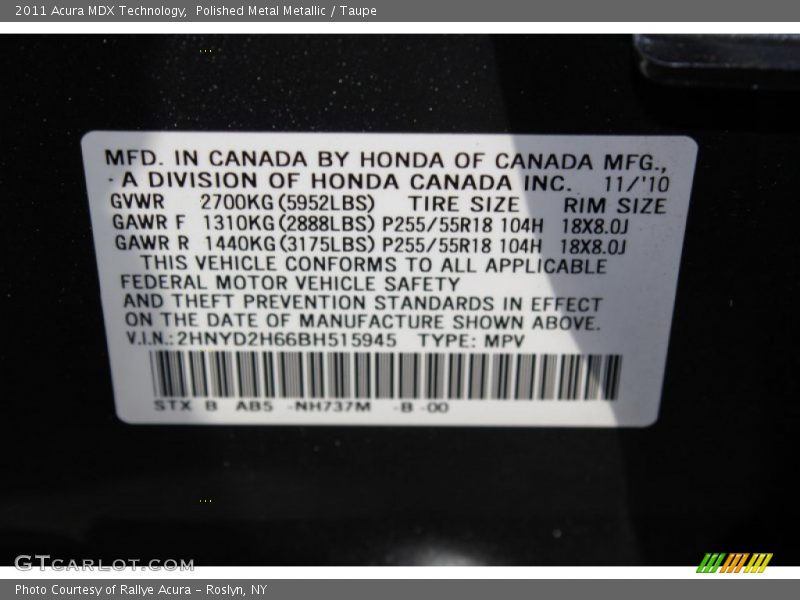 2011 Acura MDX Technology,  Polished Metal Metallic / Taupe
MFD. IN CANADA BY HONDA OF CANADA MFG.,
A DIVISION OF HONDA CANADA INC. 11/'10
GVWR 2700KG(5952LBS) TIRE SIZE RIM SIZE
GAWR F 1310KG(2888LBS) P255/55R18 104H 18X8.0J
GAWR R 1440KG(3175LBS) P255/55R18 104H 18X8.0J
THIS VEHICLE CONFORMS TO ALL APPLICABLE
FEDERAL MOTOR VEHICLE SAFETY
AND THEFT PREVENTION STANDARDS IN EFFECT
ON THE DATE OF MANUFACTURE SHOWN ABOVE.
V.I.N.:2HNYD2H66BH515945 TYPE: MPV
STX B AB5 -NH737M -B -00
GTCARLOT.COM
Photo Courtesy of Rallye Acura – Roslyn, NY